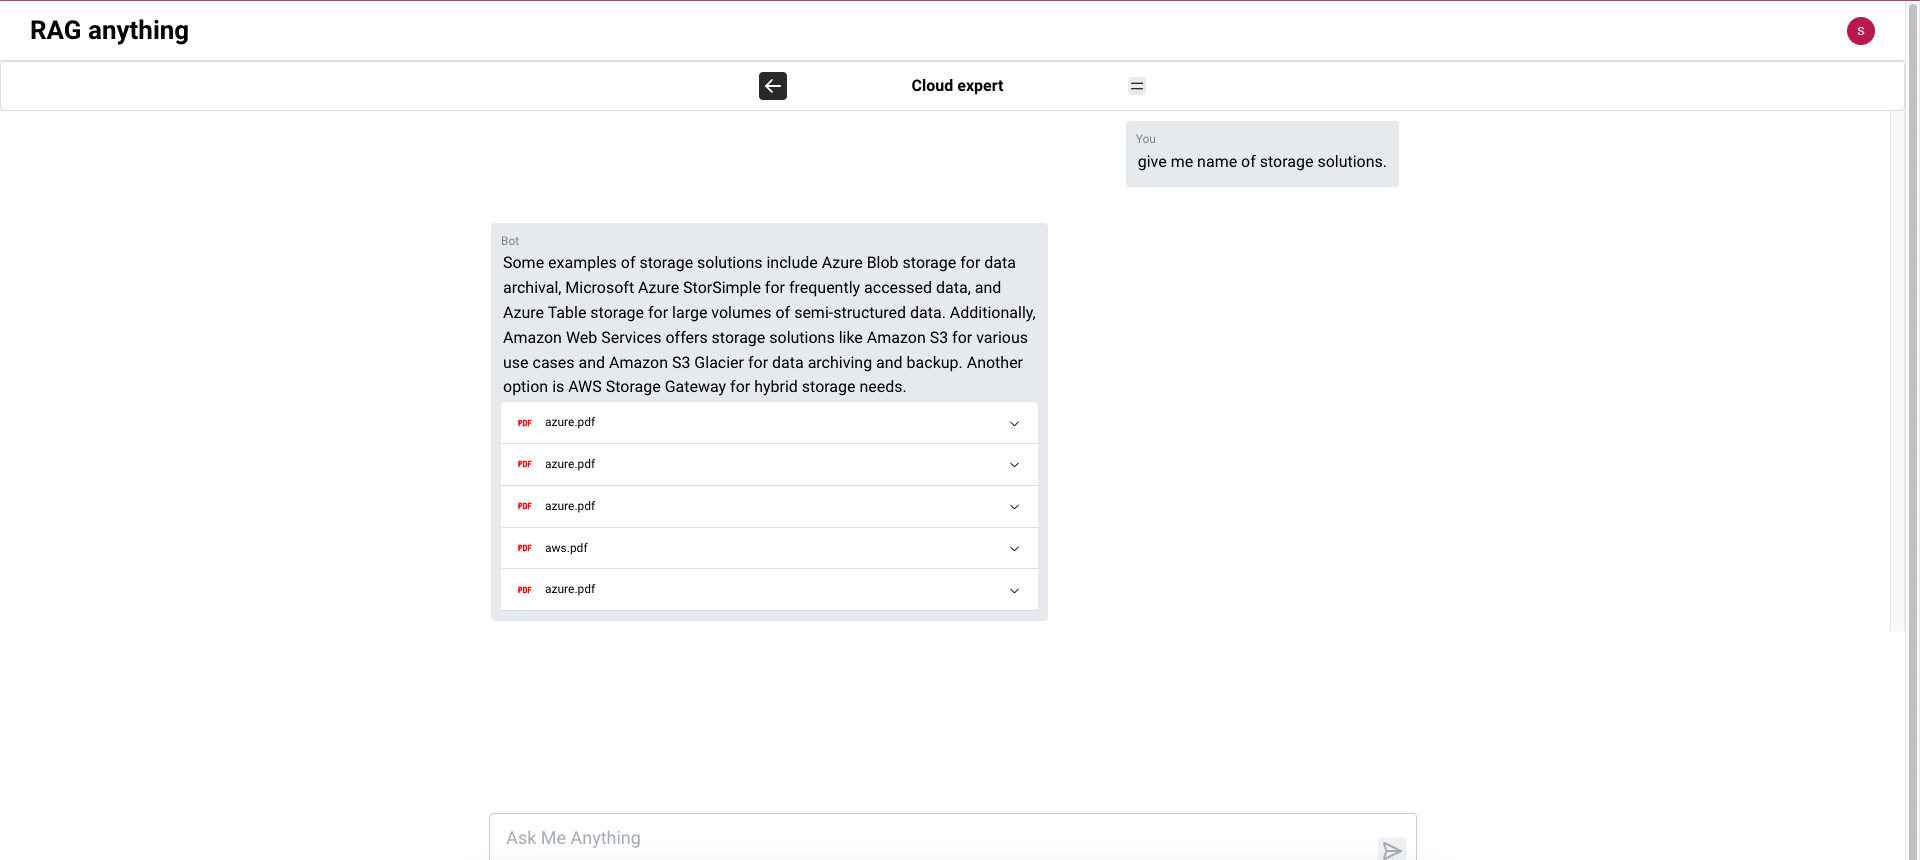 RAG anything
S
Cloud expert
You
give me name of storage solutions.
Bot
Some examples of storage solutions include Azure Blob storage for data
archival, Microsoft Azure StorSimple for frequently accessed data, and
Azure Table storage for large volumes of semi-structured data. Additionally,
Amazon Web Services offers storage solutions like Amazon S3 for various
use cases and Amazon S3 Glacier for data archiving and backup. Another
option is AWS Storage Gateway for hybrid storage needs.
PDF azure.pdf
PDF azure.pdf
PDF azure.pdf
PDF aws.pdf
PDF azure.pdf
Ask Me Anything